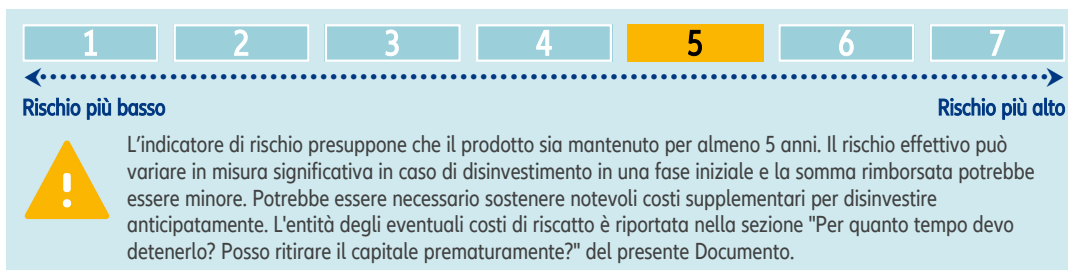 1 2 3 4 5 6 7
Rischio più basso Rischio più alto
L'indicatore di rischio presuppone che il prodotto sia mantenuto per almeno 5 anni. Il rischio effettivo può
variare in misura significativa in caso di disinvestimento in una fase iniziale e la somma rimborsata potrebbe
essere minore. Potrebbe essere necessario sostenere notevoli costi supplementari per disinvestire
anticipatamente. L'entità degli eventuali costi di riscatto è riportata nella sezione "Per quanto tempo devo
detenerlo? Posso ritirare il capitale prematuramente?" del presente Documento.